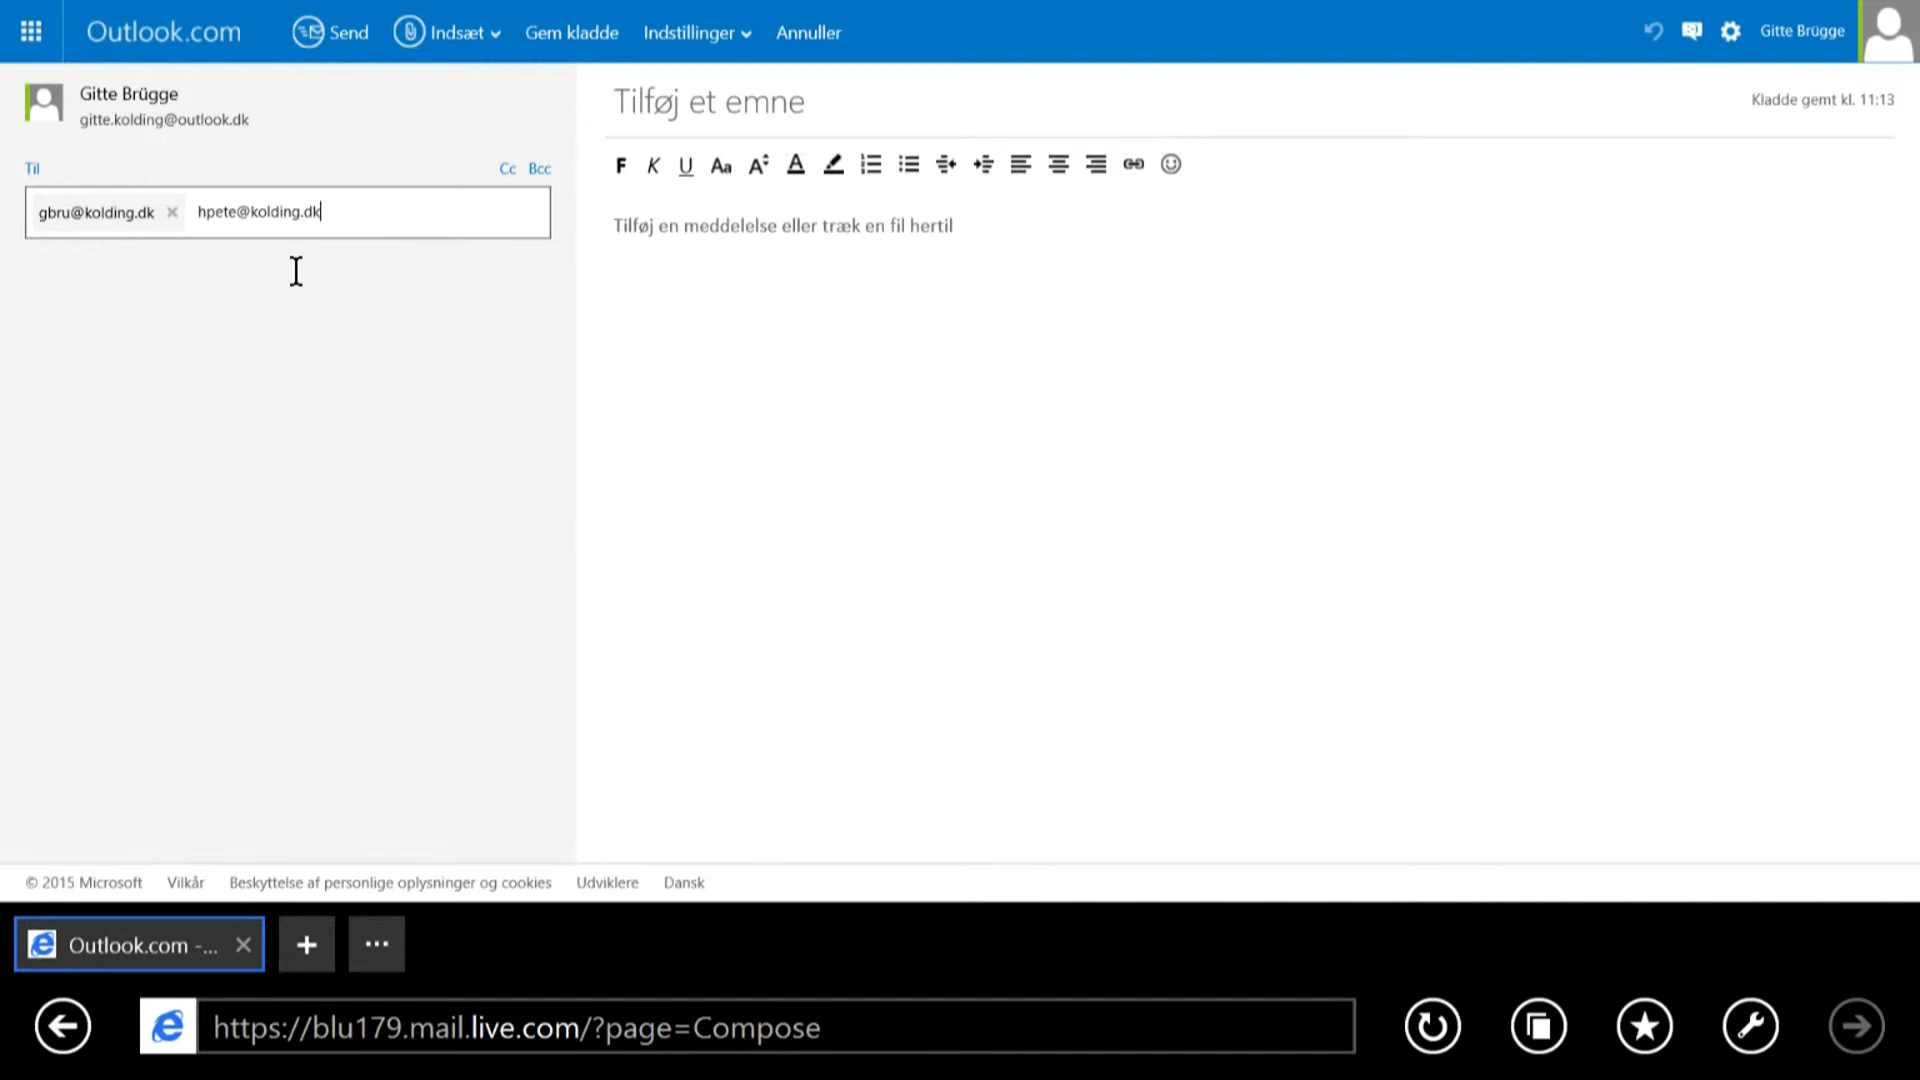 Outlook.com Send Indsæt Gem kladde Indstillinger Annuller Gitte Brügge
Gitte Brügge
gitte.kolding@outlook.dk
Til Cc Bcc
gbru@kolding.dk hpete@kolding.dk
Tilføj et emne
Kladde gemt kl. 11:13
F K U Aa A A
Tilføj en meddelelse eller træk en fil hertil
© 2015 Microsoft Vilkår Beskyttelse af personlige oplysninger og cookies Udviklere Dansk
Outlook.com -...
https://blu179.mail.live.com/?page=Compose